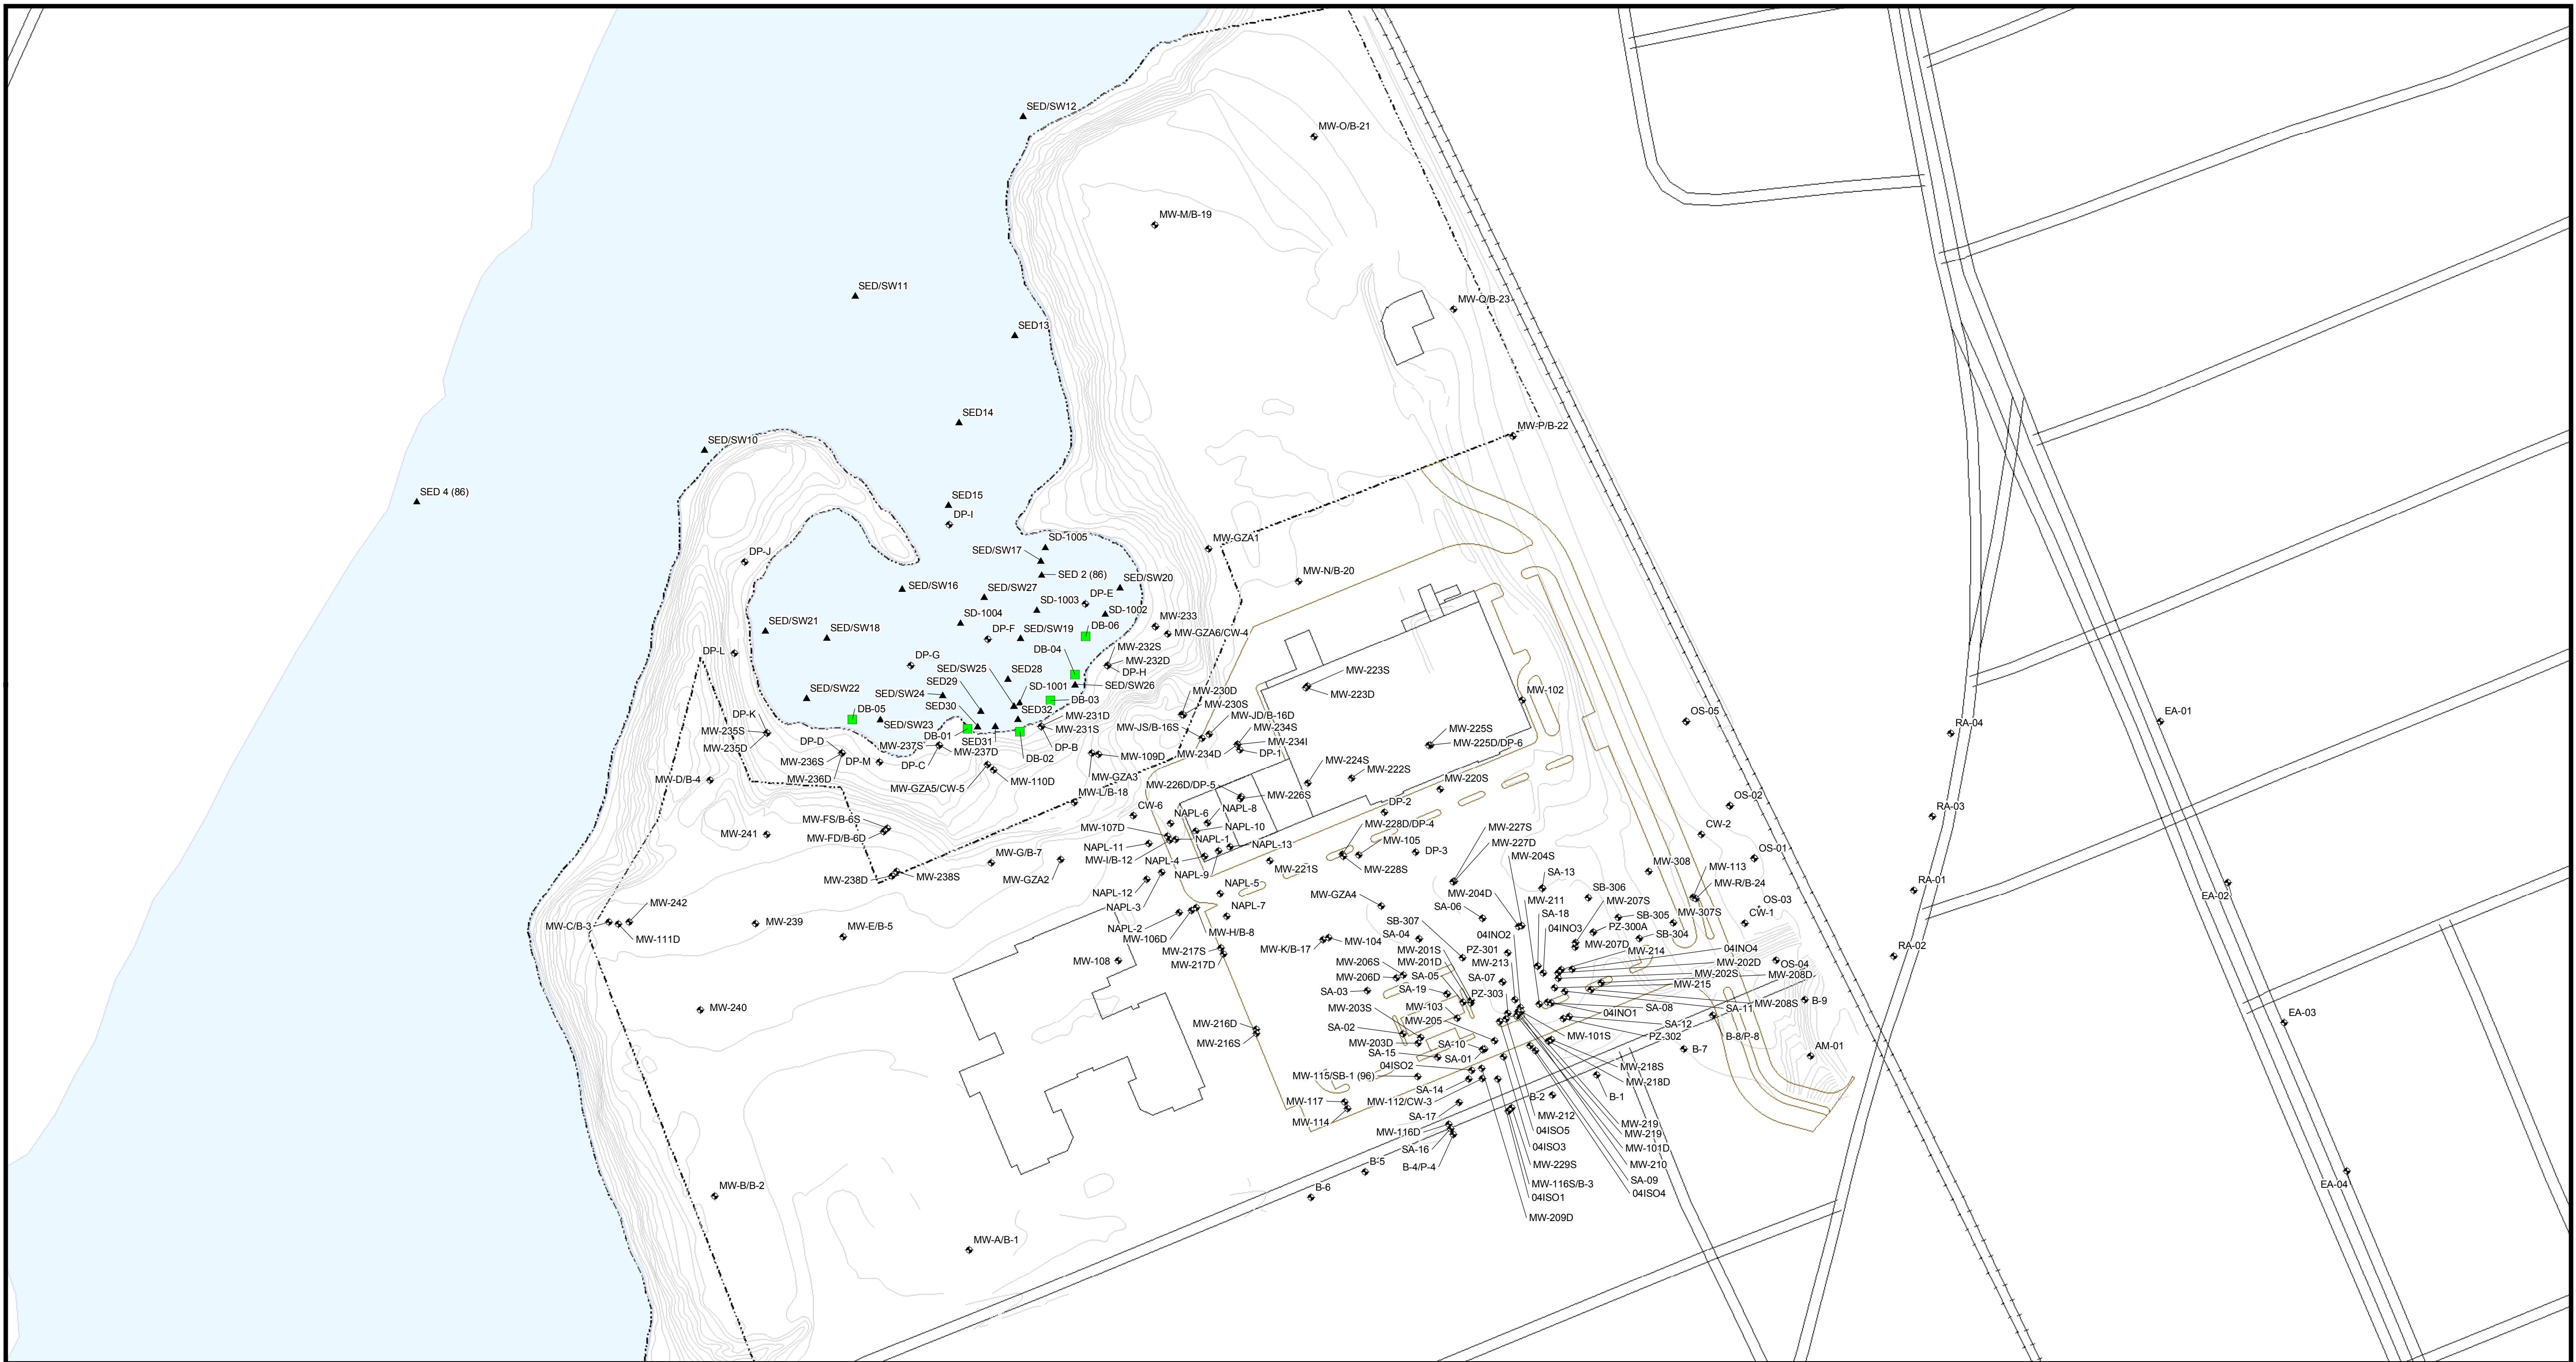 SED/SW12
MW-O/B-21
MW-M/B-19
SED/SW11
MW-Q/B-23
SED13
SED14
MW-P/B-22
SED/SW10
SED 4 (86)
SED15
DP-I
MW-GZA1
SD-1005
SED/SW17
DP-J
MW-N/B-20
SED 2 (86)
SED/SW20
SED/SW16
SED/SW27
DP-E
SD-1003
SD-1002
SD-1004
MW-233
DB-06
SED/SW21
SED/SW18
DP-F
SED/SW19
MW-GZA6/CW-4
DP-L
DB-04
MW-232S
DP-G
MW-232D
SED/SW25
SED28
DP-H
MW-223S
SED29
SD-1001
SED/SW26
MW-223D
SED/SW22
SED/SW24
MW-230D
MW-102
DB-03
DB-05
SED30
SED32
MW-230S
DP-K
SED/SW23
MW-231D
MW-JD/B-16D
OS-05
EA-01
MW-235S
DB-01
MW-231S
MW-JS/B-16S
MW-234S
MW-225S
RA-04
MW-235D
DP-D
MW-237S
SED31
MW-237D
DP-B
MW-234I
MW-225D/DP-6
MW-236S
DP-M
DP-C
DB-02
MW-109D
MW-234D
DP-1
MW-224S
MW-222S
MW-D/B-4
MW-236D
MW-GZA5/CW-5
MW-110D
MW-GZA3
MW-226D/DP-5
MW-226S
MW-220S
MW-L/B-18
CW-6
NAPL-6
NAPL-8
DP-2
OS-02
RA-03
MW-FS/B-6S
MW-107D
NAPL-10
MW-228D/DP-4
MW-227S
CW-2
MW-241
MW-FD/B-6D
NAPL-11
NAPL-1
MW-105
MW-227D
MW-I/B-12
NAPL-13
DP-3
OS-01
MW-G/B-7
NAPL-4
MW-221S
MW-228S
MW-204S
MW-308
MW-113
MW-238D
MW-238S
MW-GZA2
NAPL-9
SA-13
MW-R/B-24
RA-01
NAPL-12
NAPL-5
MW-GZA4
MW-204D
SB-306
EA-02
NAPL-3
SA-06
MW-211
MW-207S
OS-03
MW-242
NAPL-7
SA-18
SB-305
MW-307S
CW-1
MW-C/B-3
MW-239
MW-E/B-5
NAPL-2
SB-307
04INO3
PZ-300A
MW-111D
MW-106D
MW-H/B-8
SA-04
04INO2
SB-304
RA-02
MW-217S
MW-K/B-17
MW-104
MW-201S
PZ-301
MW-207D
MW-214
04INO4
MW-108
MW-217D
MW-206S
MW-201D
MW-213
MW-202D
OS-04
MW-206D
SA-05
SA-07
MW-202S
MW-208D
SA-03
SA-19
PZ-303
MW-215
MW-240
MW-203S
MW-103
SA-08
SA-11
MW-208S
B-9
MW-205
04INO1
EA-03
MW-216D
SA-02
SA-12
MW-216S
MW-203D
SA-10
MW-101S
PZ-302
B-8/P-8
SA-15
SA-01
B-7
AM-01
04ISO2
MW-218S
MW-115/SB-1 (96)
MW-218D
SA-14
B-2
B-1
MW-117
MW-112/CW-3
MW-114
SA-17
MW-212
MW-219
MW-116D
04ISO5
MW-219
SA-16
04ISO3
MW-101D
B-5
B-4/P-4
MW-229S
MW-210
B-6
MW-116S/B-3
SA-09
MW-B/B-2
04ISO1
04ISO4
EA-04
MW-209D
MW-A/B-1